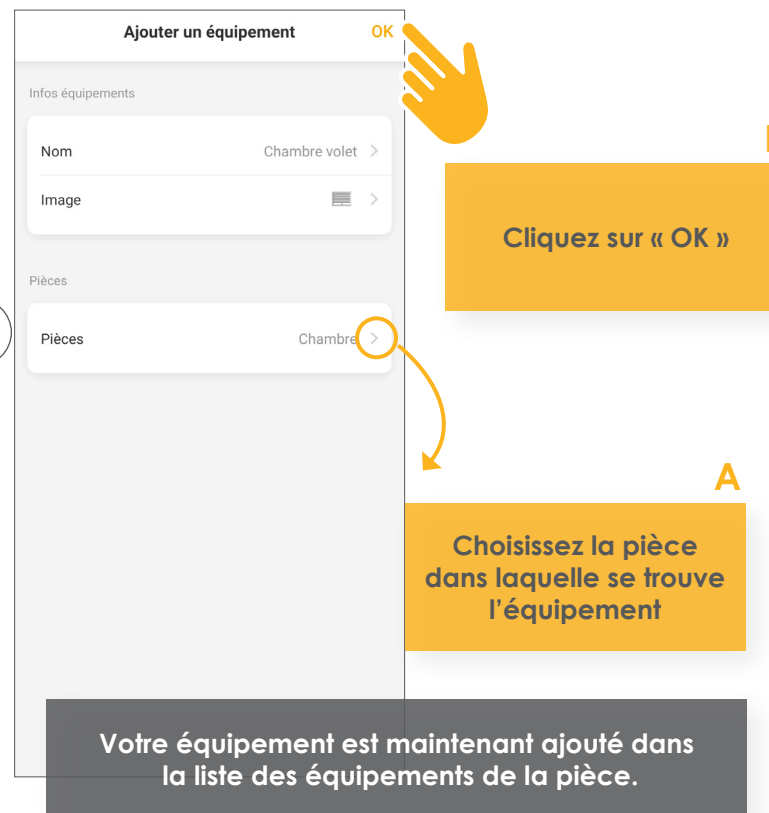 Ajouter un équipement
OK
Infos équipements
Nom
Chambre volet
Image
Cliquez sur « OK »
Pièces
Pièces
Chambre
A
Choisissez la pièce
dans laquelle se trouve
l’équipement
Votre équipement est maintenant ajouté dans
la liste des équipements de la pièce.